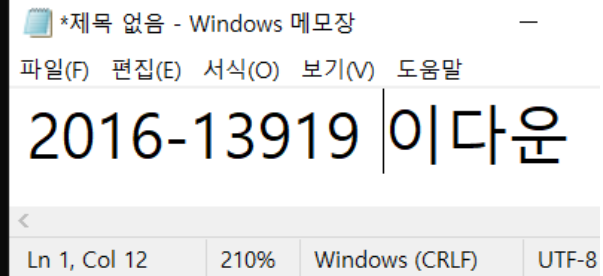 *제목 없음 - Windows 메모장
파일(F) 편집(E) 서식(O) 보기(V) 도움말
2016-13919 이다운
Ln 1, Col 12 210% Windows (CRLF) UTF-8